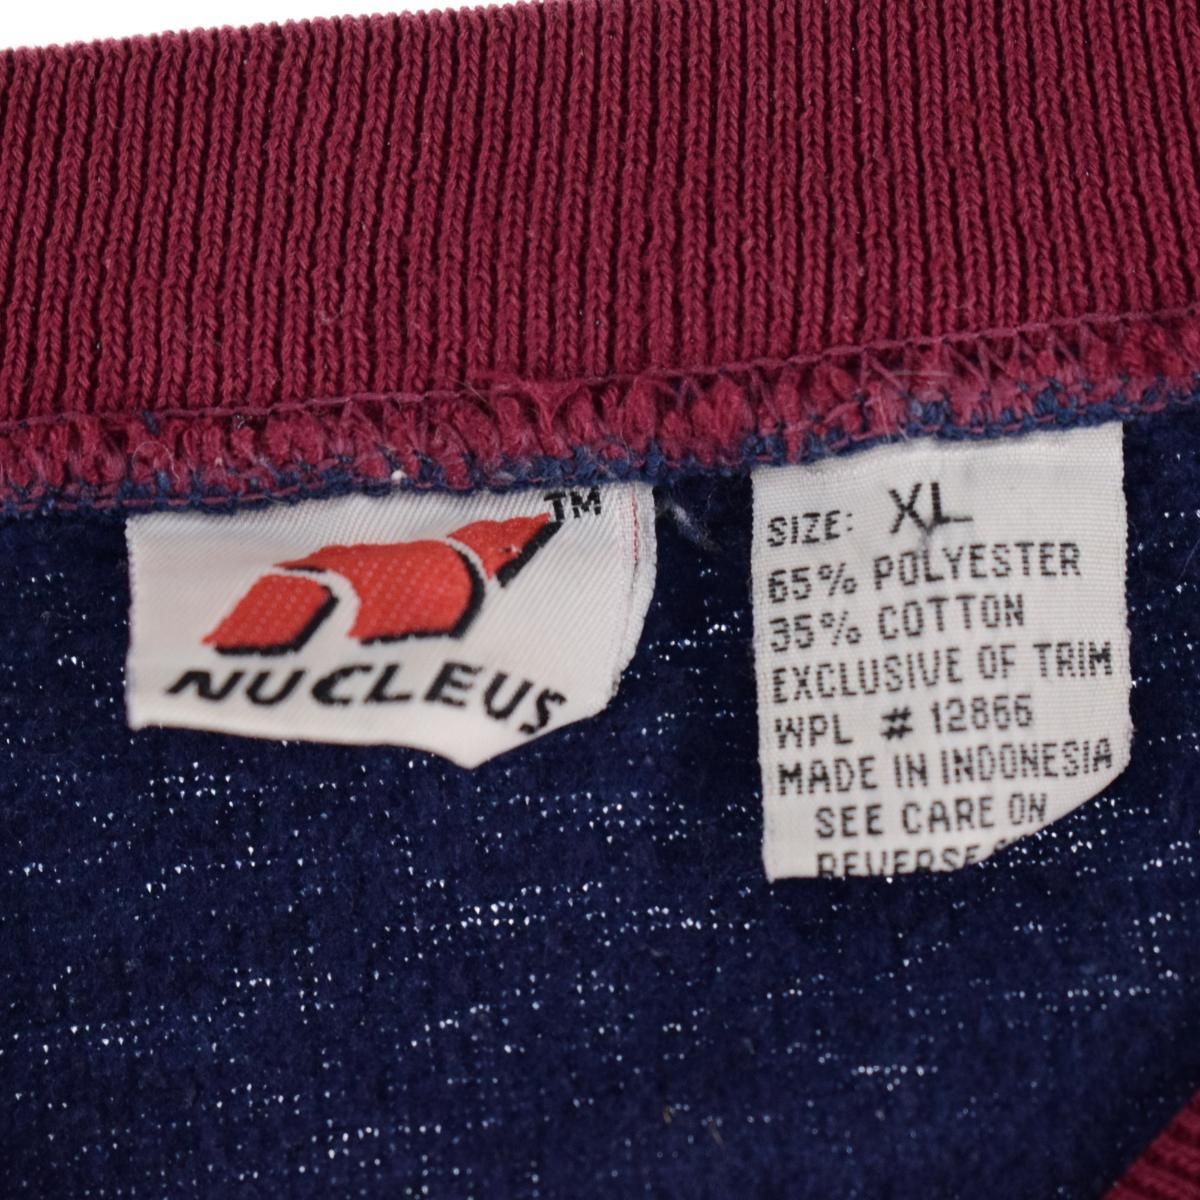 TM
NUCLEUS
SIZE: XL
65% POLYESTER
35% COTTON
EXCLUSIVE OF TRIM
WPL # 12866
MADE IN INDONESIA
SEE CARE ON
REVERSE